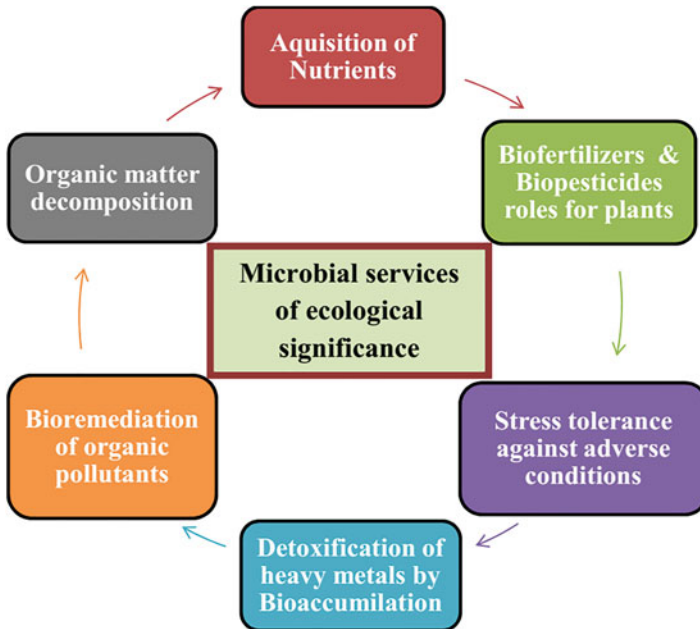 Aquisition of
Nutrients
Biofertilizers &
Biopesticides
roles for plants
Stress tolerance
against adverse
conditions
Detoxification of
heavy metals by
Bioaccumilation
Bioremediation
of organic
pollutants
Organic matter
decomposition
Microbial services
of ecological
significance